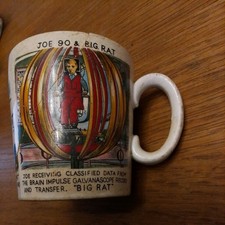 JOE 90 & BIG RAT
JOE RECEIVING CLASSIFIED DATA FROM
THE BRAIN IMPULSE GALVANASCOPE RECORD
AND TRANSFER. "BIG RAT"